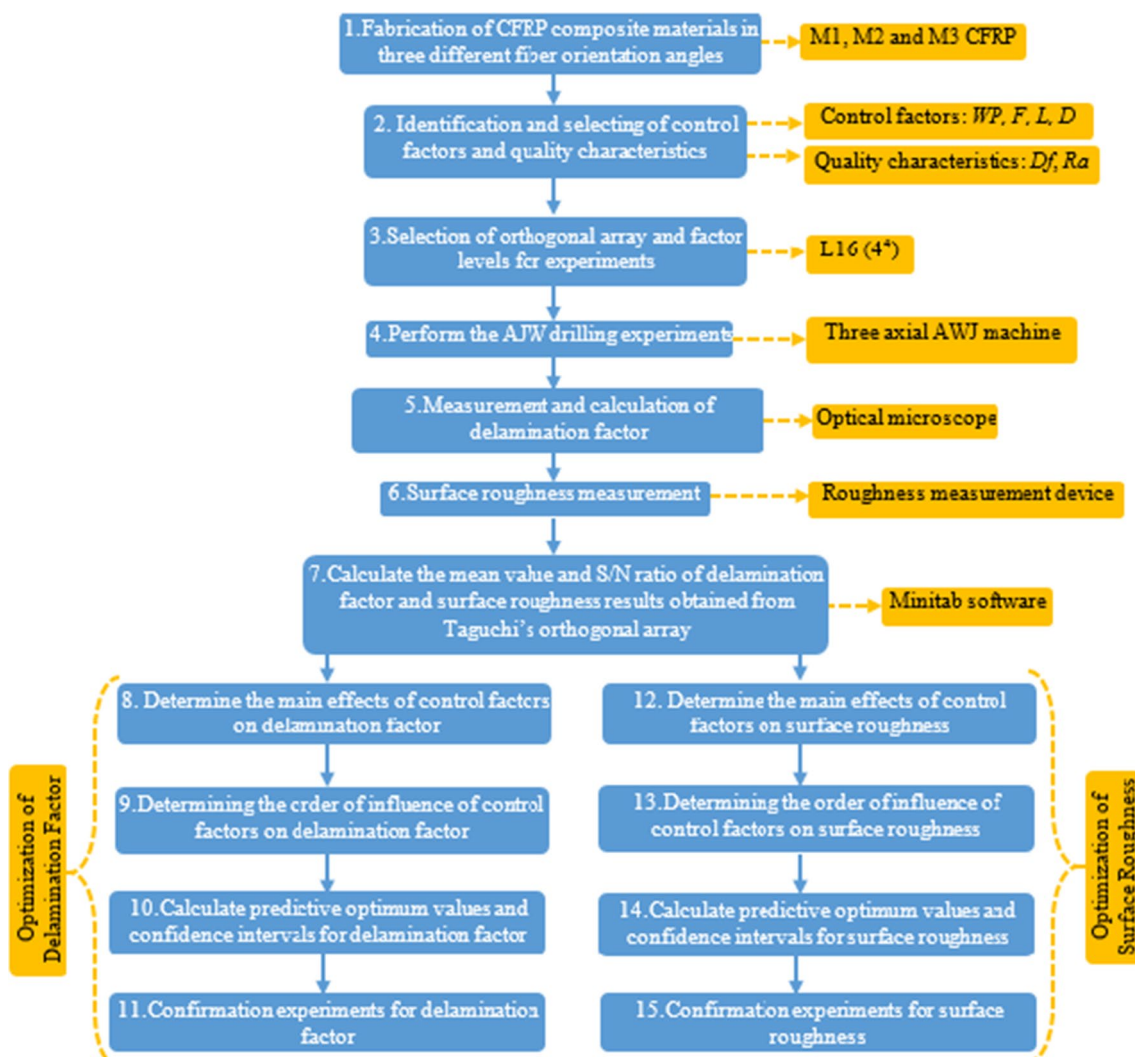 1.Fabrication of CFRP composite materials in
three different fiber orientation angles
M1, M2 and M3 CFRP
2. Identification and selecting of control
factors and quality characteristics
Control factors: WP, F, L, D
Quality characteristics: Df, Ra
3.Selection of orthogonal array and factor
levels for experiments
L16 (4⁴)
4.Perform the AJW drilling experiments
Three axial AWJ machine
5.Measurement and calculation of
delamination factor
Optical microscope
6.Surface roughness measurement
Roughness measurement device
7.Calculate the mean value and S/N ratio of delamination
factor and surface roughness results obtained from
Taguchi's orthogonal array
Minitab software
Optimization of
Delamination Factor
8. Determine the main effects of control factors
on delamination factor
9.Determining the order of influence of control
factors on delamination factor
10.Calculate predictive optimum values and
confidence intervals for delamination factor
11.Confirmation experiments for delamination
factor
12. Determine the main effects of control
factors on surface roughness
13.Determining the order of influence of
control factors on surface roughness
14.Calculate predictive optimum values and
confidence intervals for surface roughness
15.Confirmation experiments for surface
roughness
Optimization of
Surface Roughness